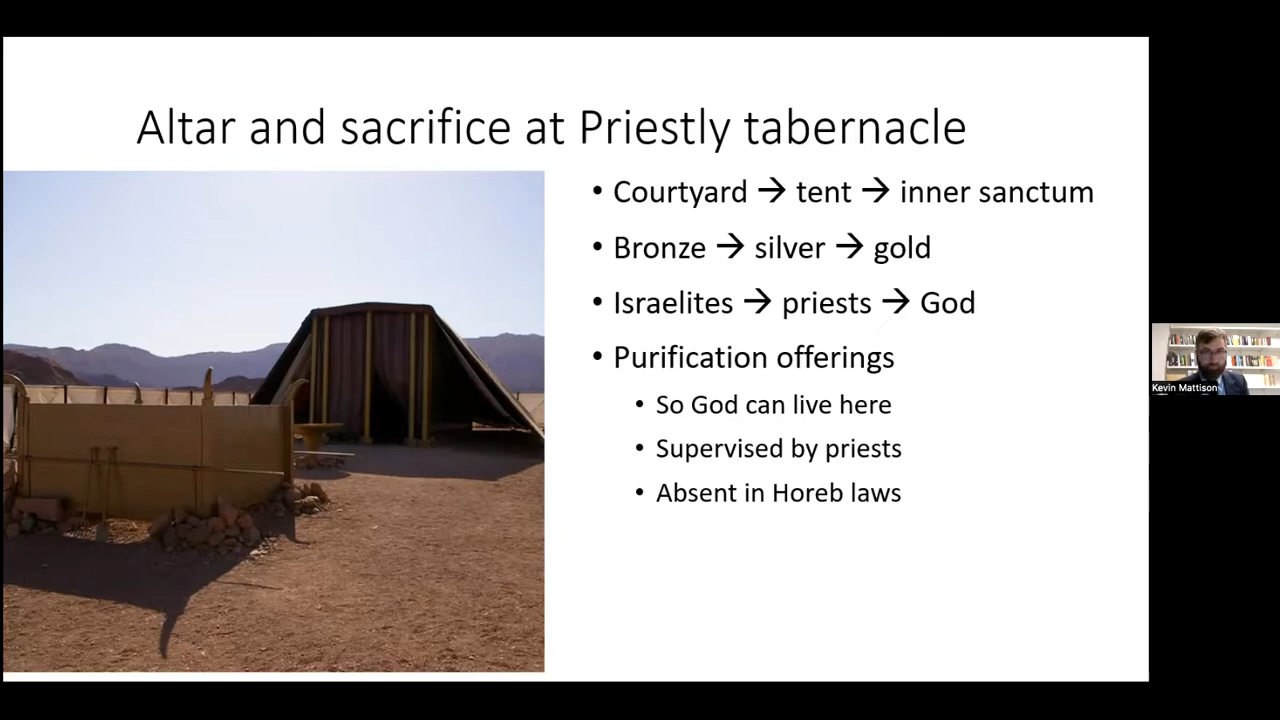 Altar and sacrifice at Priestly tabernacle
• Courtyard → tent → inner sanctum
• Bronze → silver → gold
• Israelites → priests → God
• Purification offerings
• So God can live here
• Supervised by priests
• Absent in Horeb laws
Kevin Mattison